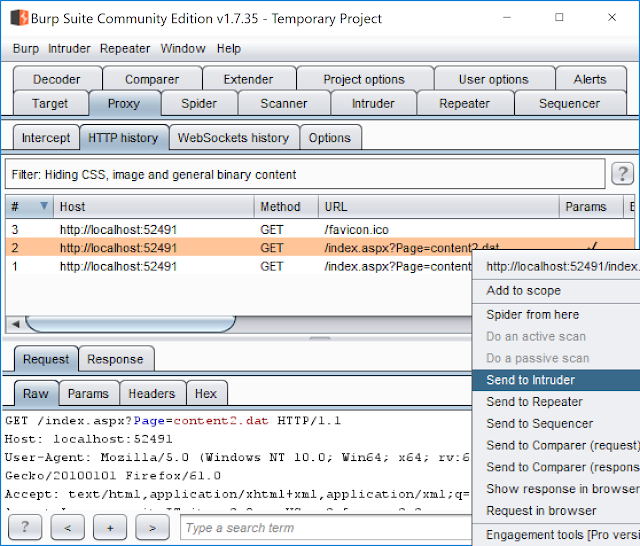 Burp Suite Community Edition v1.7.35 - Temporary Project
Burp Intruder Repeater Window Help
Decoder Comparer Extender Project options User options Alerts
Target Proxy Spider Scanner Intruder Repeater Sequencer
Intercept HTTP history WebSockets history Options
Filter: Hiding CSS, image and general binary content ?
# Host Method URL Params
3 http://localhost:52491 GET /favicon.ico
2 http://localhost:52491 GET /index.aspx?Page=content2.dat ✓
1 http://localhost:52491 GET /index.aspx?Page=content
http://localhost:52491/index.
Add to scope
Spider from here
Do an active scan
Do a passive scan
Send to Intruder
Send to Repeater
Send to Sequencer
Send to Comparer (request)
Send to Comparer (respons
Show response in browser
Request in browser
Engagement tools [Pro versi
Request Response
Raw Params Headers Hex
GET /index.aspx?Page=content2.dat HTTP/1.1
Host: localhost:52491
User-Agent: Mozilla/5.0 (Windows NT 10.0; Win64; x64; rv:6
Gecko/20100101 Firefox/61.0
Accept: text/html,application/xhtml+xml,application/xml;q=
? < + > Type a search term